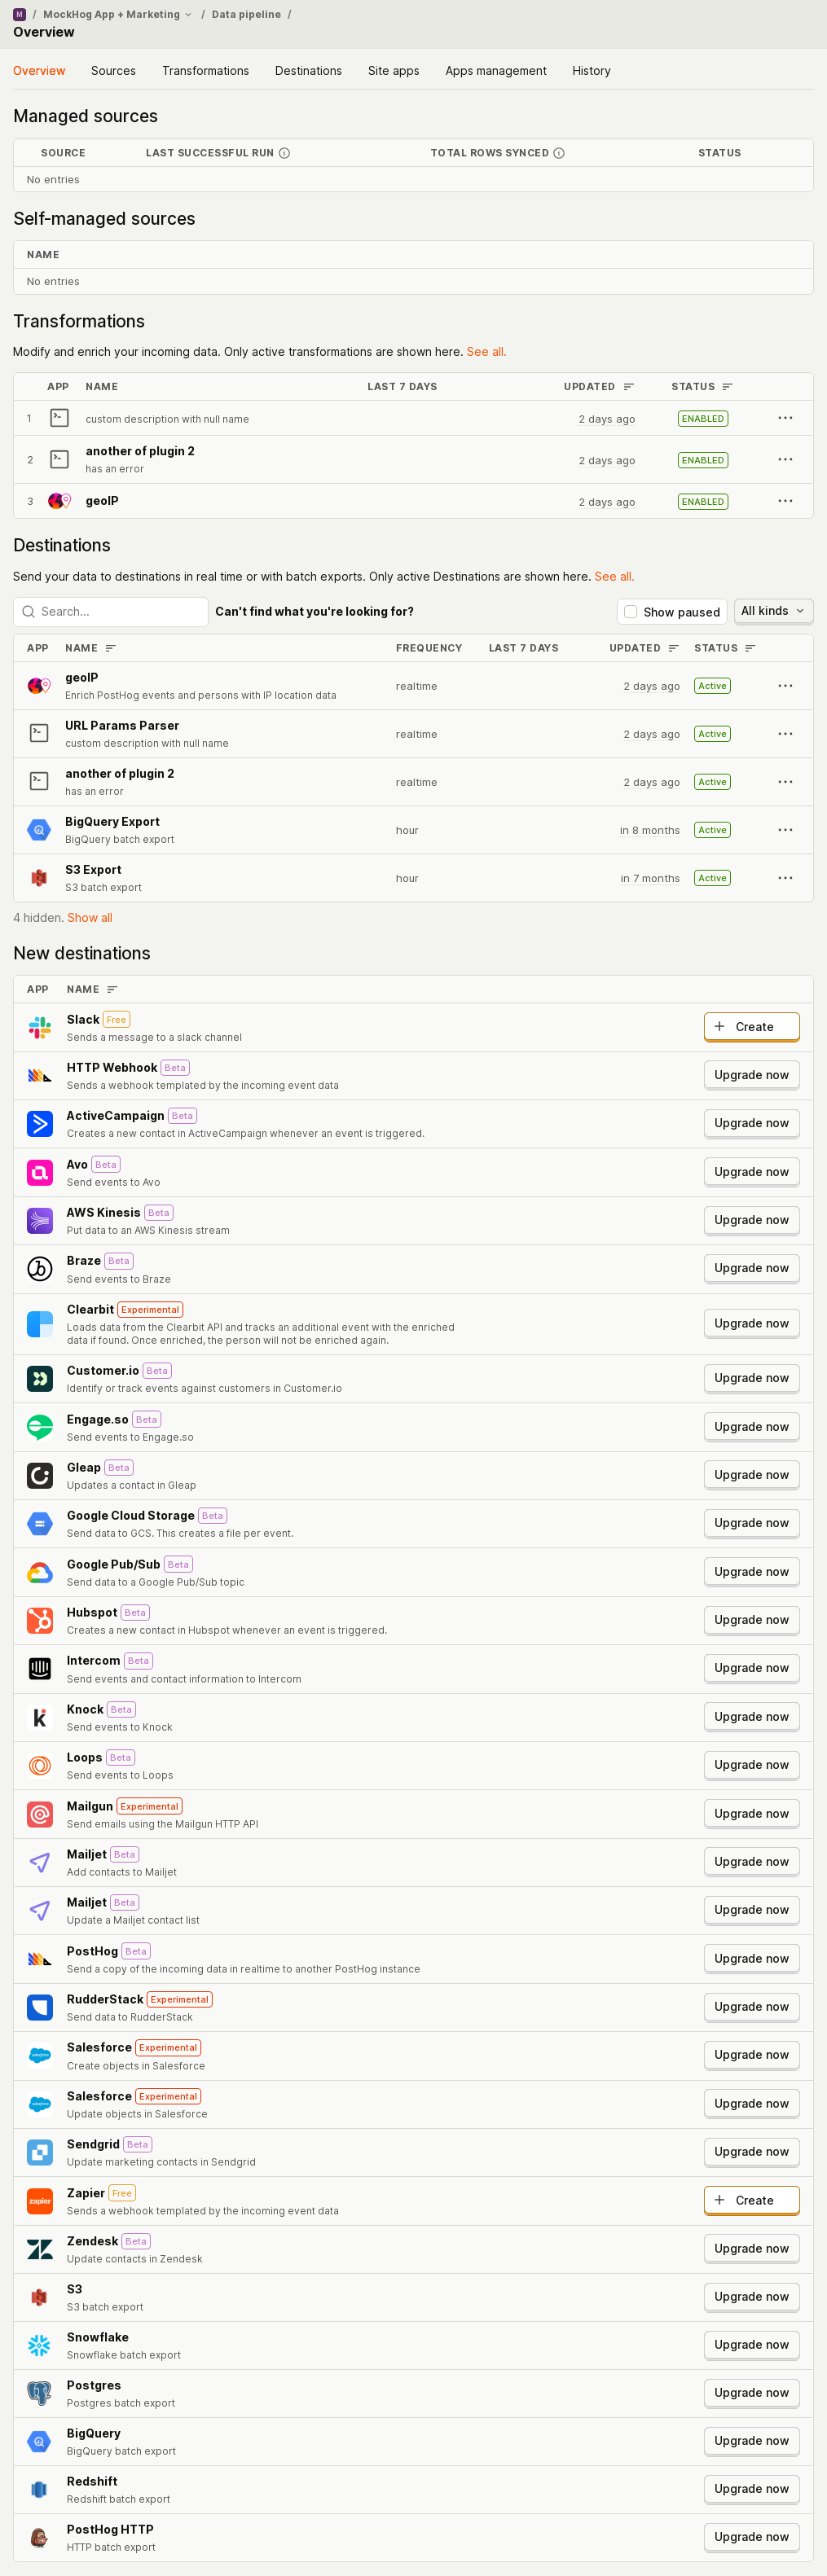 M / MockHog App + Marketing / Data pipeline /
Overview
Overview Sources Transformations Destinations Site apps Apps management History
Managed sources
SOURCE LAST SUCCESSFUL RUN TOTAL ROWS SYNCED STATUS
No entries
Self-managed sources
NAME
No entries
Transformations
Modify and enrich your incoming data. Only active transformations are shown here. See all.
APP NAME LAST 7 DAYS UPDATED STATUS
1 custom description with null name 2 days ago ENABLED
another of plugin 2
2 has an error 2 days ago ENABLED
3 geoIP 2 days ago ENABLED
Destinations
Send your data to destinations in real time or with batch exports. Only active Destinations are shown here. See all.
Search... Can't find what you're looking for? Show paused All kinds
APP NAME FREQUENCY LAST 7 DAYS UPDATED STATUS
geoIP
Enrich PostHog events and persons with IP location data realtime 2 days ago Active
URL Params Parser
custom description with null name realtime 2 days ago Active
another of plugin 2
has an error realtime 2 days ago Active
BigQuery Export
BigQuery batch export hour in 8 months Active
S3 Export
S3 batch export hour in 7 months Active
4 hidden. Show all
New destinations
APP NAME
Slack Free
Sends a message to a slack channel
Create
HTTP Webhook Beta
Sends a webhook templated by the incoming event data
Upgrade now
ActiveCampaign Beta
Creates a new contact in ActiveCampaign whenever an event is triggered.
Upgrade now
Avo Beta
Send events to Avo
Upgrade now
AWS Kinesis Beta
Put data to an AWS Kinesis stream
Upgrade now
Braze Beta
Send events to Braze
Upgrade now
Clearbit Experimental
Loads data from the Clearbit API and tracks an additional event with the enriched
data if found. Once enriched, the person will not be enriched again.
Upgrade now
Customer.io Beta
Identify or track events against customers in Customer.io
Upgrade now
Engage.so Beta
Send events to Engage.so
Upgrade now
Gleap Beta
Updates a contact in Gleap
Upgrade now
Google Cloud Storage Beta
Send data to GCS. This creates a file per event.
Upgrade now
Google Pub/Sub Beta
Send data to a Google Pub/Sub topic
Upgrade now
Hubspot Beta
Creates a new contact in Hubspot whenever an event is triggered.
Upgrade now
Intercom Beta
Send events and contact information to Intercom
Upgrade now
Knock Beta
Send events to Knock
Upgrade now
Loops Beta
Send events to Loops
Upgrade now
Mailgun Experimental
Send emails using the Mailgun HTTP API
Upgrade now
Mailjet Beta
Add contacts to Mailjet
Upgrade now
Mailjet Beta
Update a Mailjet contact list
Upgrade now
PostHog Beta
Send a copy of the incoming data in realtime to another PostHog instance
Upgrade now
RudderStack Experimental
Send data to RudderStack
Upgrade now
Salesforce Experimental
Create objects in Salesforce
Upgrade now
Salesforce Experimental
Update objects in Salesforce
Upgrade now
Sendgrid Beta
Update marketing contacts in Sendgrid
Upgrade now
zapier
Zapier Free
Sends a webhook templated by the incoming event data
Create
Zendesk Beta
Update contacts in Zendesk
Upgrade now
S3
S3 batch export
Upgrade now
Snowflake
Snowflake batch export
Upgrade now
Postgres
Postgres batch export
Upgrade now
BigQuery
BigQuery batch export
Upgrade now
Redshift
Redshift batch export
Upgrade now
PostHog HTTP
HTTP batch export
Upgrade now